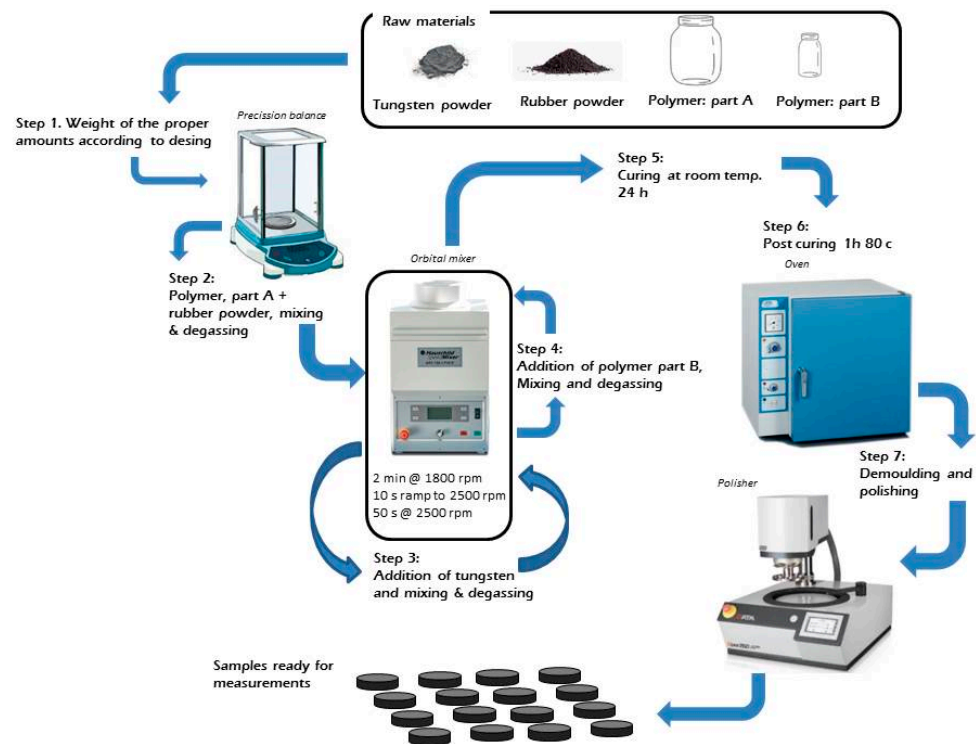 Raw materials
Tungsten powder
Rubber powder
Polymer: part A
Polymer: part B
Step 1. Weight of the proper
amounts according to desing
Precission balance
Step 2:
Polymer, part A +
rubber powder, mixing
& degassing
Orbital mixer
Hauschild
2 min @ 1800 rpm
10 s ramp to 2500 rpm
50 s @ 2500 rpm
Step 3:
Addition of tungsten
and mixing & degassing
Step 4:
Addition of polymer part B,
Mixing and degassing
Step 5:
Curing at room temp.
24 h
Step 6:
Post curing 1h 80 c
Oven
Step 7:
Demoulding and
polishing
Polisher
Samples ready for
measurements